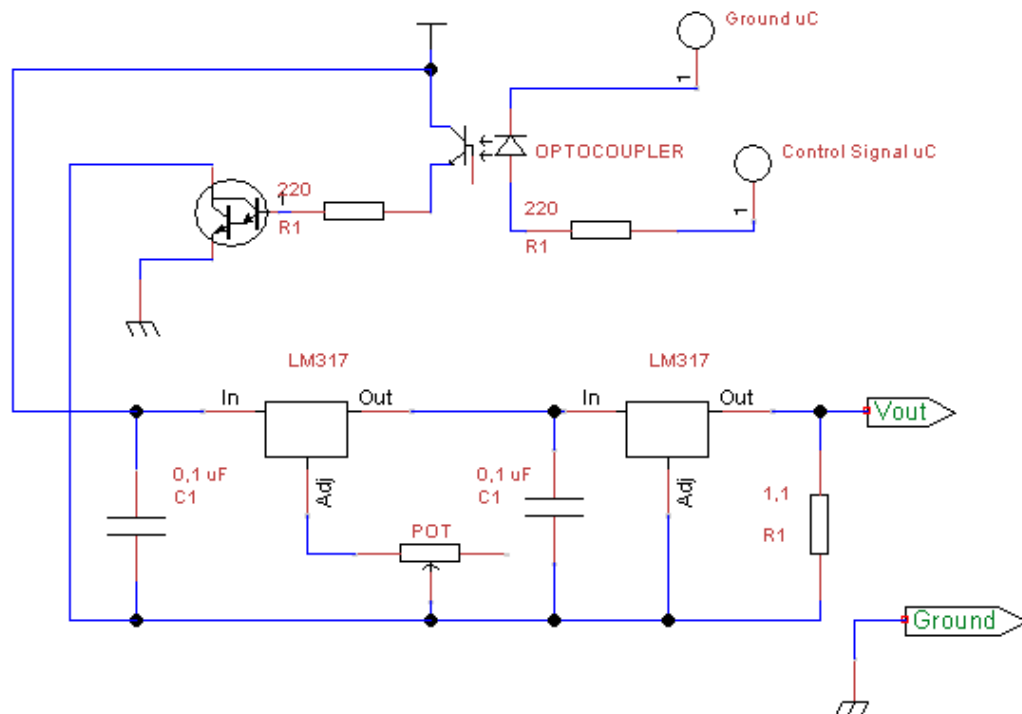 Ground uC
1
OPTOCOUPLER
Control Signal uC
1
220
R1
1
220
R1
LM317
In
Out
Adj
LM317
In
Out
Adj
Vout
0,1 uF
C1
POT
0,1 uF
C1
1,1
R1
Ground